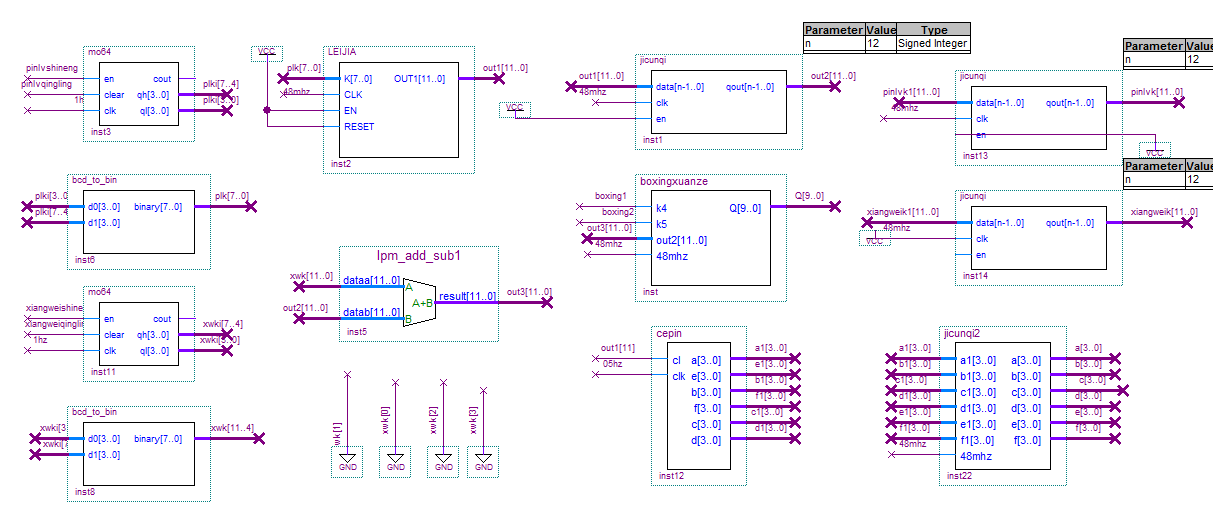 mo64
pinlvshineng
pinlvqingling
1h
en
clear
clk
cout
qh[3..0]
ql[3..0]
plki[7..4]
plki[3..0]
inst3
VCC
LEIJIA
plk[7..0]
48mhz
K[7..0]
CLK
EN
RESET
OUT1[11..0]
out1[11..0]
inst2
Parameter Value Type
n 12 Signed Integer
jicunqi
out1[11..0]
48mhz
VCC
data[n-1..0]
clk
en
qout[n-1..0]
out2[11..0]
inst1
Parameter Value
n 12
jicunqi
pinlvk1[11..0]
48mhz
data[n-1..0]
clk
en
qout[n-1..0]
pinlvk[11..0]
VCC
inst13
bcd_to_bin
plki[3..0]
plki[7..4]
d0[3..0]
d1[3..0]
binary[7..0]
plk[7..0]
inst6
boxingxuanze
boxing1
boxing2
out3[11..0]
48mhz
k4
k5
out2[11..0]
48mhz
Q[9..0]
Q[9..0]
inst
Parameter Value
n 12
jicunqi
xiangweik1[11..0]
48mhz
VCC
data[n-1..0]
clk
en
qout[n-1..0]
xiangweik[11..0]
inst14
lpm_add_sub1
xwk[11..0]
out2[11..0]
dataa[11..0]
datab[11..0]
A
A+B
B
result[11..0]
out3[11..0]
inst5
mo64
xiangweishine
xiangweiqingli
1hz
en
clear
clk
cout
qh[3..0]
ql[3..0]
xwki[7..4]
xwki[3..0]
inst11
cepin
out1[11]
05hz
cl
clk
a[3..0]
e[3..0]
b[3..0]
f[3..0]
c[3..0]
d[3..0]
a1[3..0]
e1[3..0]
b1[3..0]
f1[3..0]
c1[3..0]
d1[3..0]
inst12
jicunqi2
a1[3..0]
b1[3..0]
c1[3..0]
d1[3..0]
e1[3..0]
f1[3..0]
48mhz
a1[3..0]
b1[3..0]
c1[3..0]
d1[3..0]
e1[3..0]
f1[3..0]
48mhz
a[3..0]
b[3..0]
c[3..0]
d[3..0]
e[3..0]
f[3..0]
a[3..0]
b[3..0]
c[3..0]
d[3..0]
e[3..0]
f[3..0]
inst22
bcd_to_bin
xwki[3
xwki[
d0[3..0]
d1[3..0]
binary[7..0]
xwk[11..4]
inst8
wk[1]
xwk[0]
xwk[2]
xwk[3]
GND
GND
GND
GND